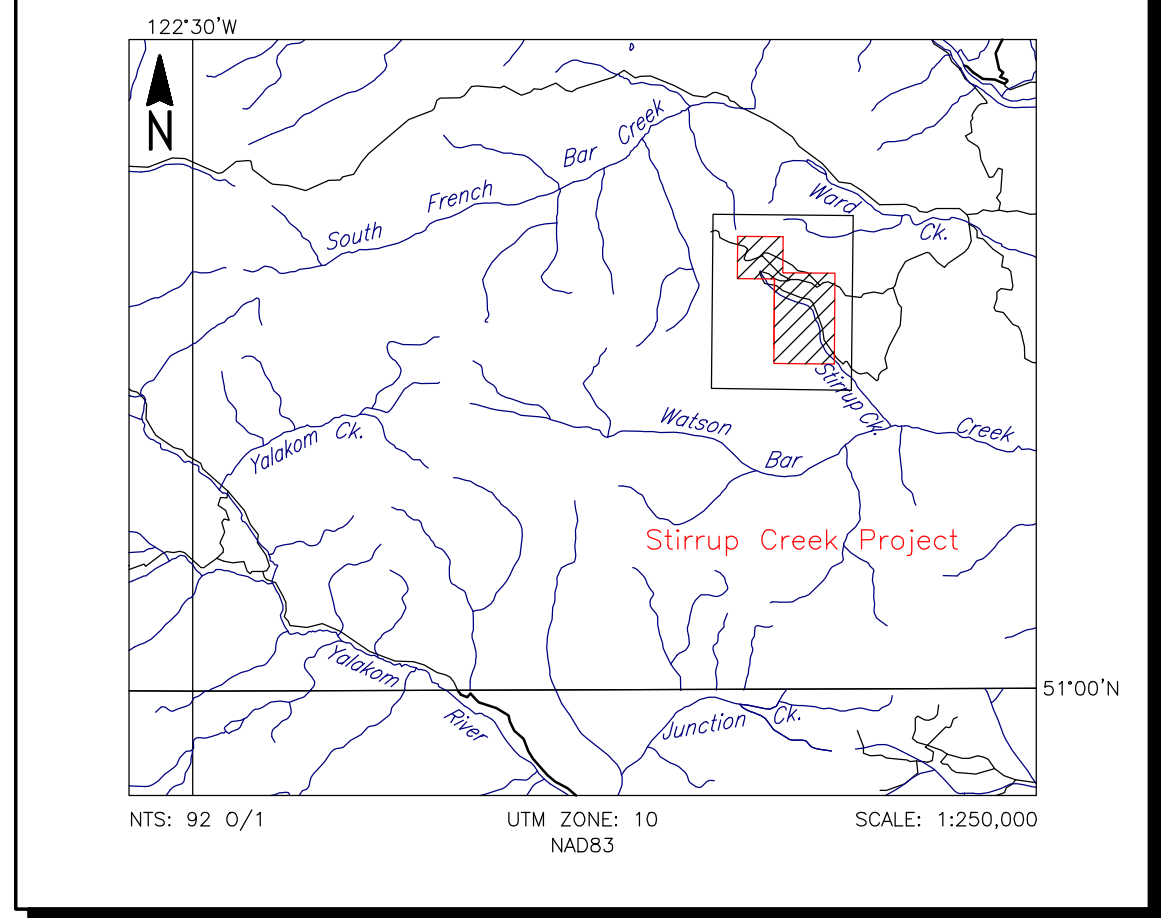 122°30'W
N
South French Bar Creek
Ward Ck.
Stirrup Ck.
Watson Bar Creek
Yalakom Ck.
Stirrup Creek Project
Yalakom River
51°00'N
Junction Ck.
NTS: 92 O/1
UTM ZONE: 10
SCALE: 1:250,000
NAD83